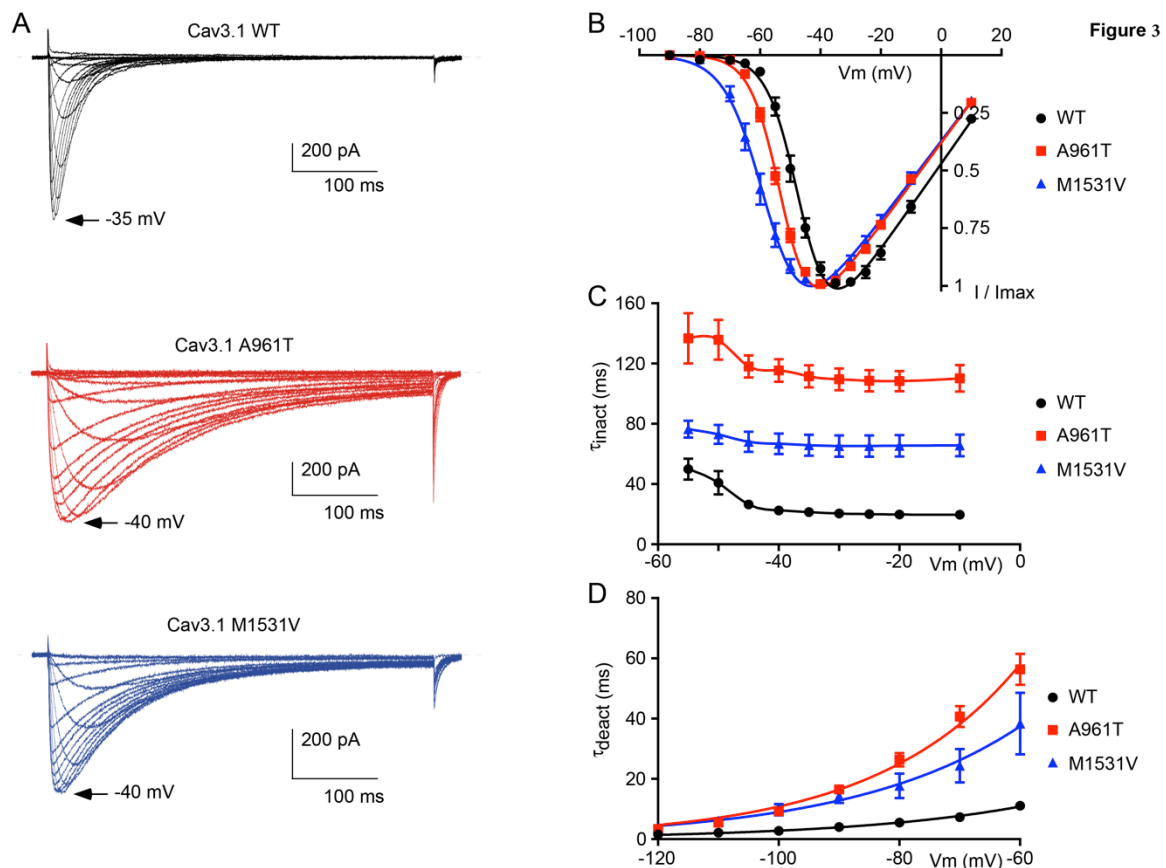 Figure 3
A
Cav3.1 WT
200 pA
100 ms
-35 mV
Cav3.1 A961T
200 pA
100 ms
-40 mV
Cav3.1 M1531V
200 pA
100 ms
-40 mV
B
-100 -80 -60 -40 -20 0 20
Vm (mV)
0.25
0.5
0.75
1
I / Imax
WT
A961T
M1531V
C
160
120
80
40
0
τinact (ms)
-60 -40 -20 Vm (mV) 0
WT
A961T
M1531V
D
80
60
40
20
0
τdeact (ms)
-120 -100 -80 Vm (mV) -60
WT
A961T
M1531V